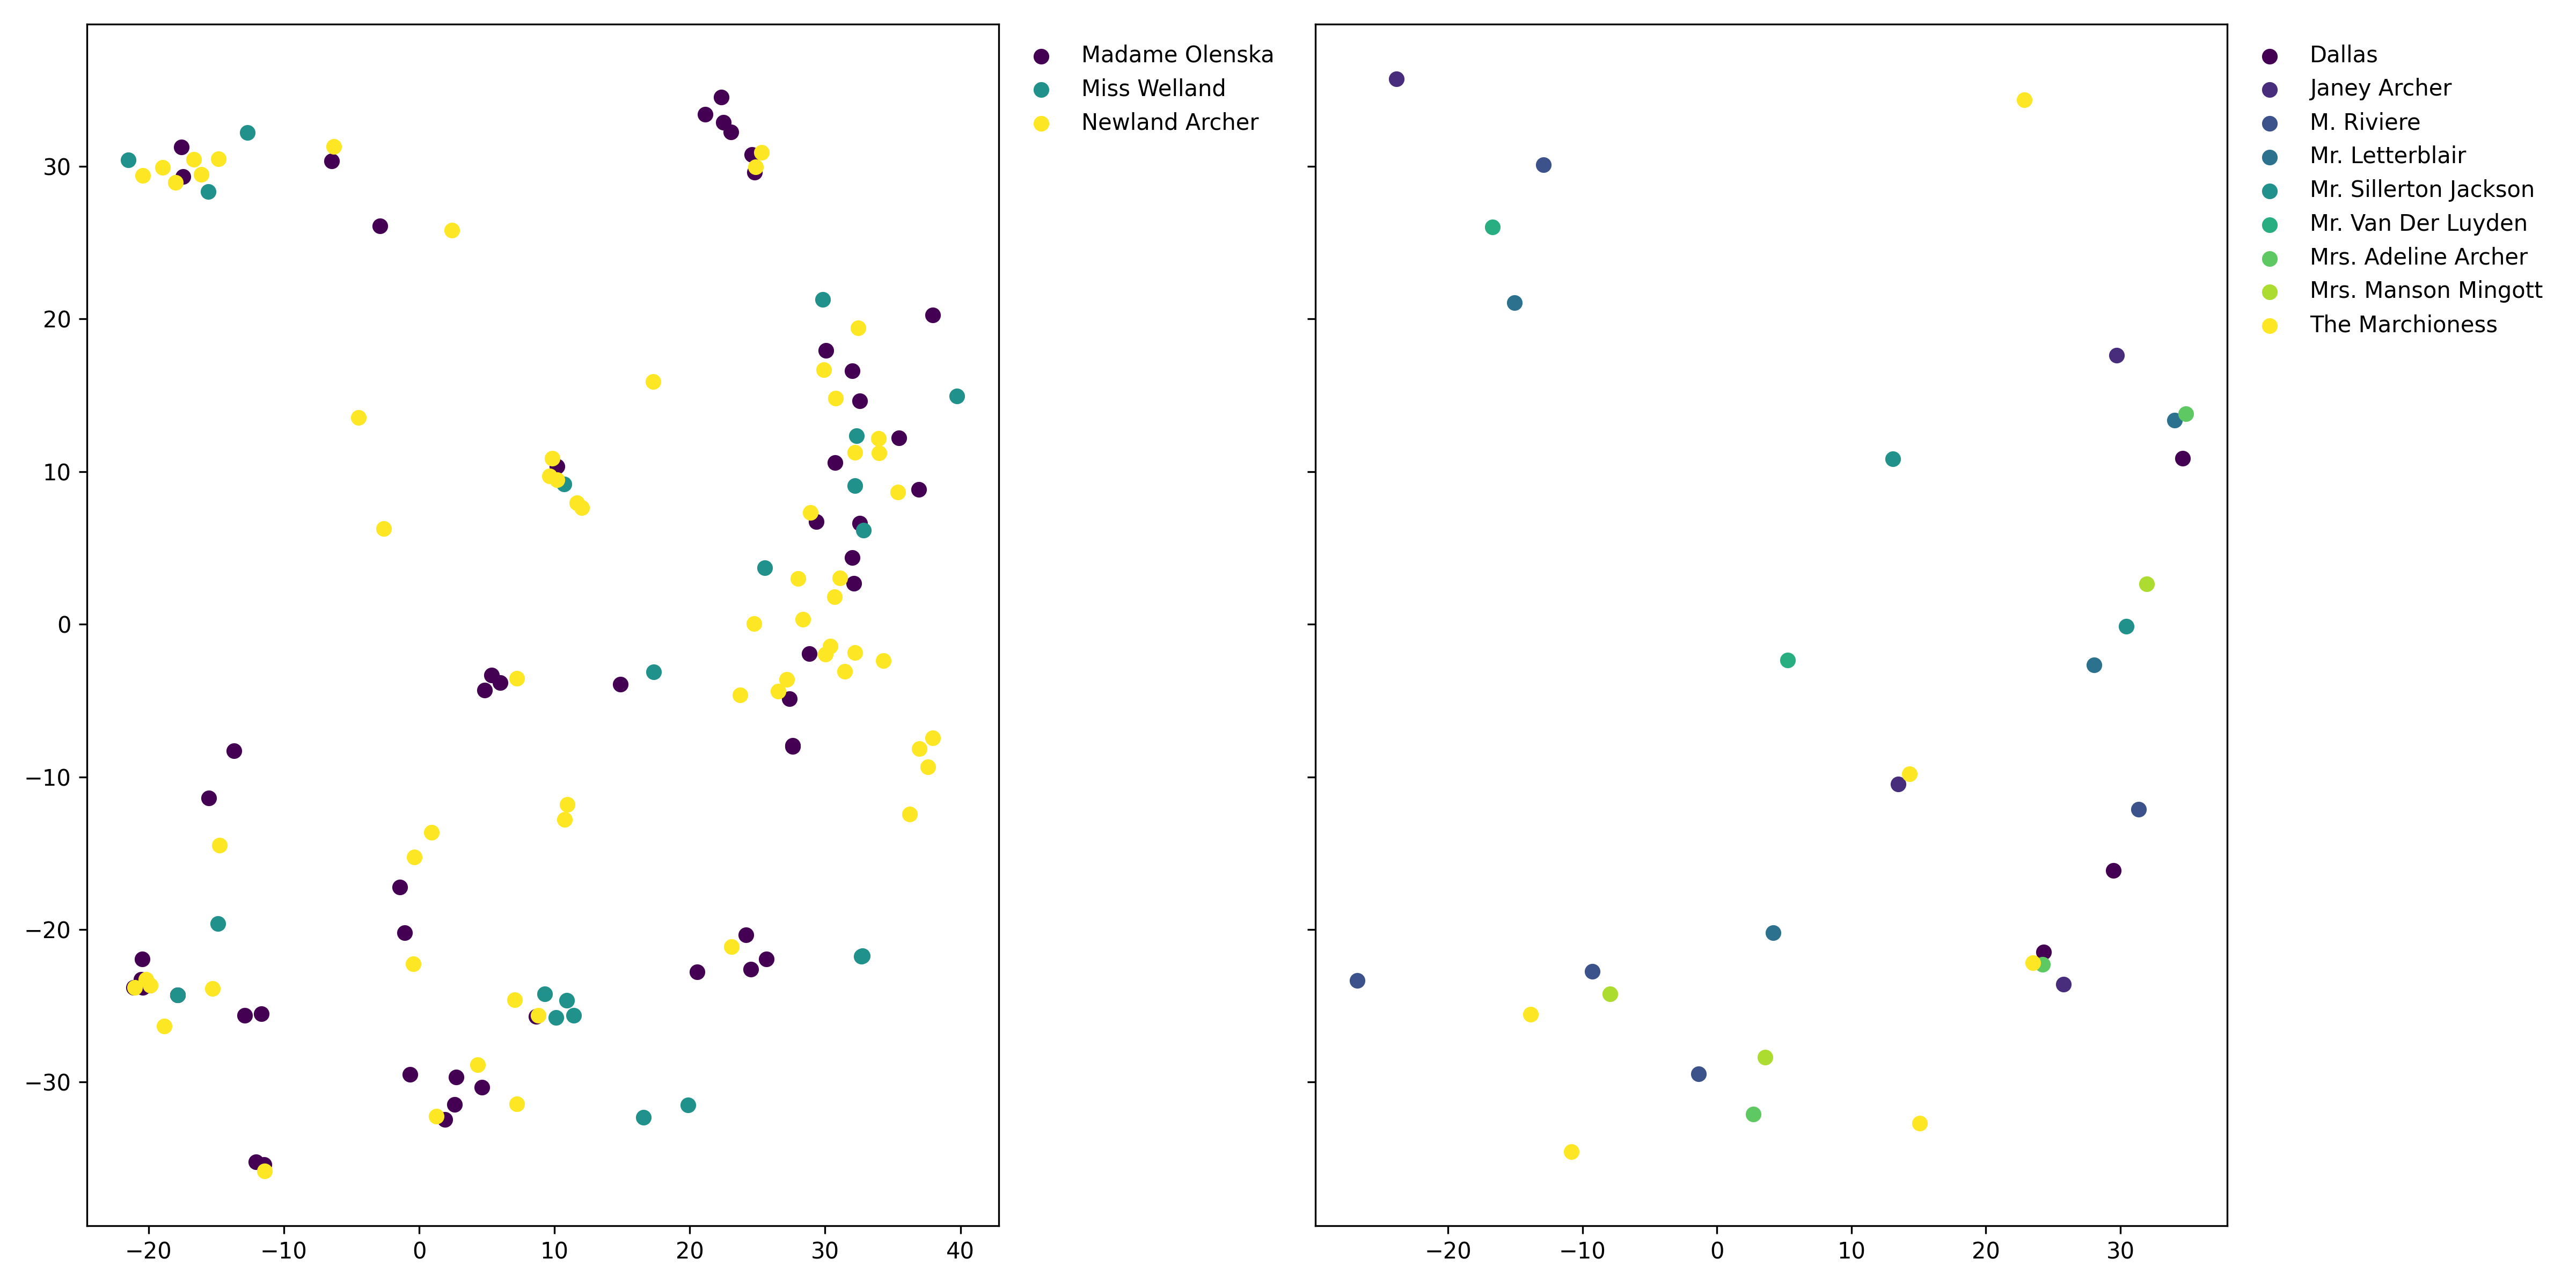 Madame Olenska
Miss Welland
Newland Archer
Dallas
Janey Archer
M. Riviere
Mr. Letterblair
Mr. Sillerton Jackson
Mr. Van Der Luyden
Mrs. Adeline Archer
Mrs. Manson Mingott
The Marchioness
30
20
10
0
−10
−20
−30
−20 −10 0 10 20 30 40
−20 −10 0 10 20 30